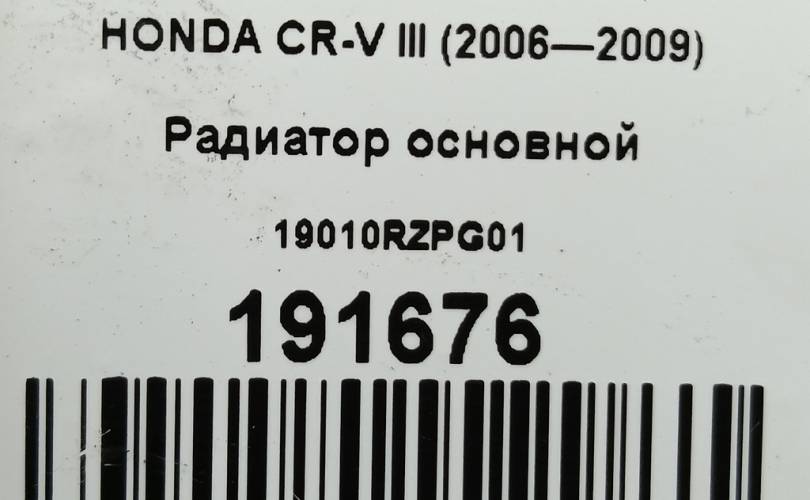 HONDA CR-V III (2006—2009)
Радиатор основной
19010RZPG01
191676